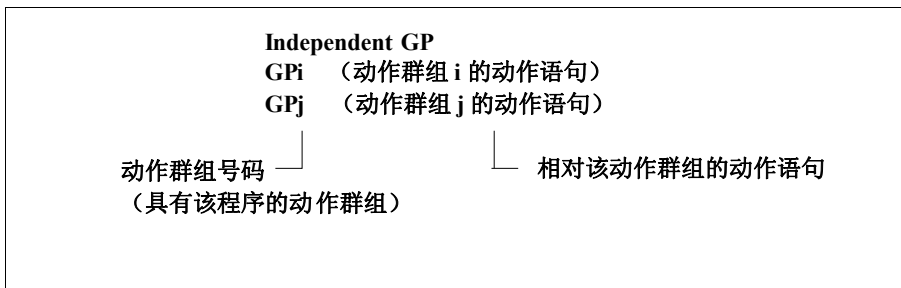 Independent GP
GPi （动作群组 i 的动作语句）
GPj （动作群组 j 的动作语句）
动作群组号码 相对该动作群组的动作语句
（具有该程序的动作群组）